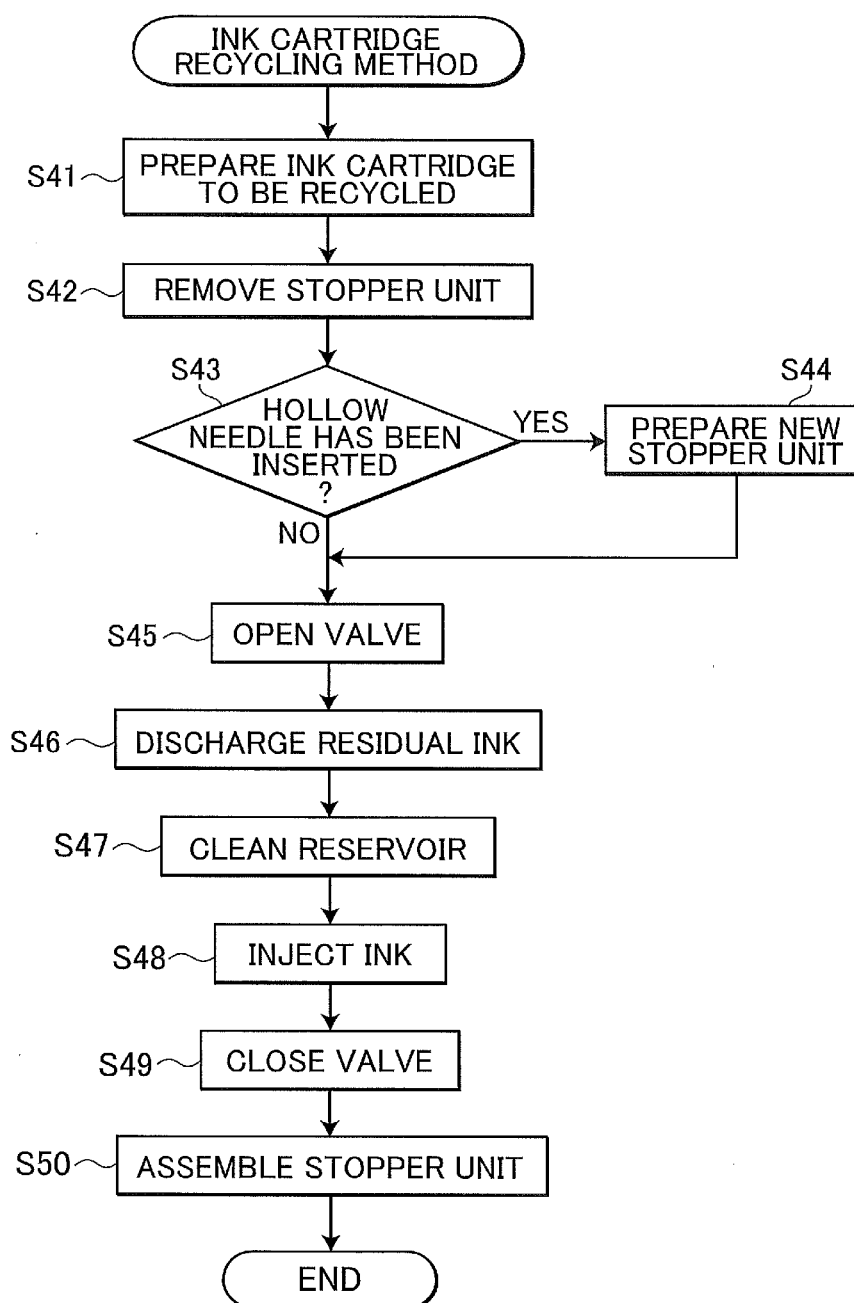 INK CARTRIDGE
RECYCLING METHOD
S41
PREPARE INK CARTRIDGE
TO BE RECYCLED
S42
REMOVE STOPPER UNIT
S43
HOLLOW
NEEDLE HAS BEEN
INSERTED
?
YES
S44
PREPARE NEW
STOPPER UNIT
NO
S45
OPEN VALVE
S46
DISCHARGE RESIDUAL INK
S47
CLEAN RESERVOIR
S48
INJECT INK
S49
CLOSE VALVE
S50
ASSEMBLE STOPPER UNIT
END